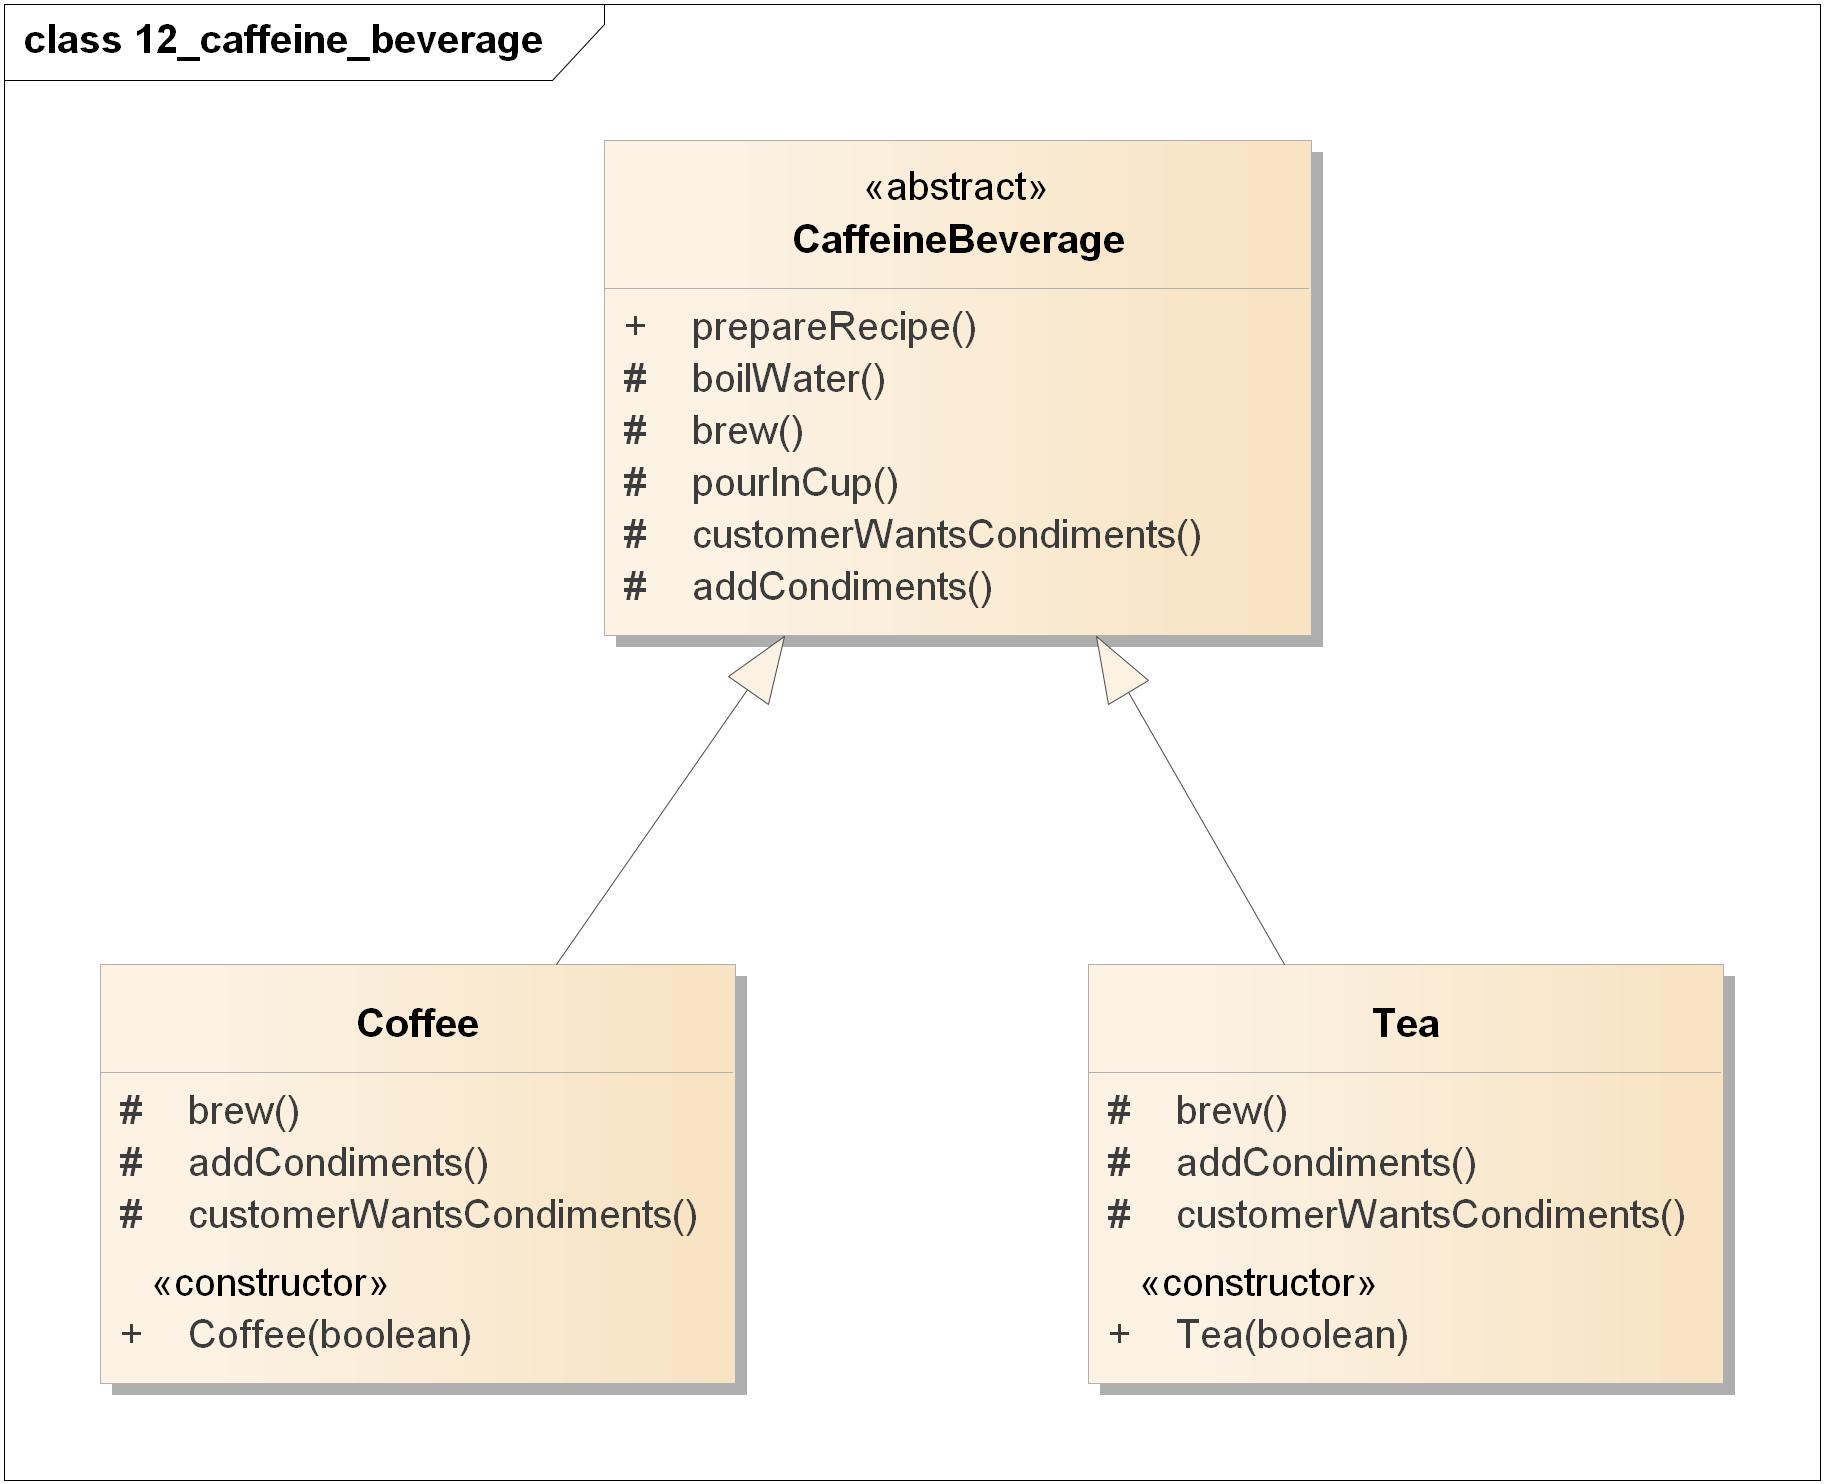 class 12_caffeine_beverage
«abstract»
CaffeineBeverage
+ prepareRecipe()
# boilWater()
# brew()
# pourInCup()
# customerWantsCondiments()
# addCondiments()
Coffee
# brew()
# addCondiments()
# customerWantsCondiments()
«constructor»
+ Coffee(boolean)
Tea
# brew()
# addCondiments()
# customerWantsCondiments()
«constructor»
+ Tea(boolean)